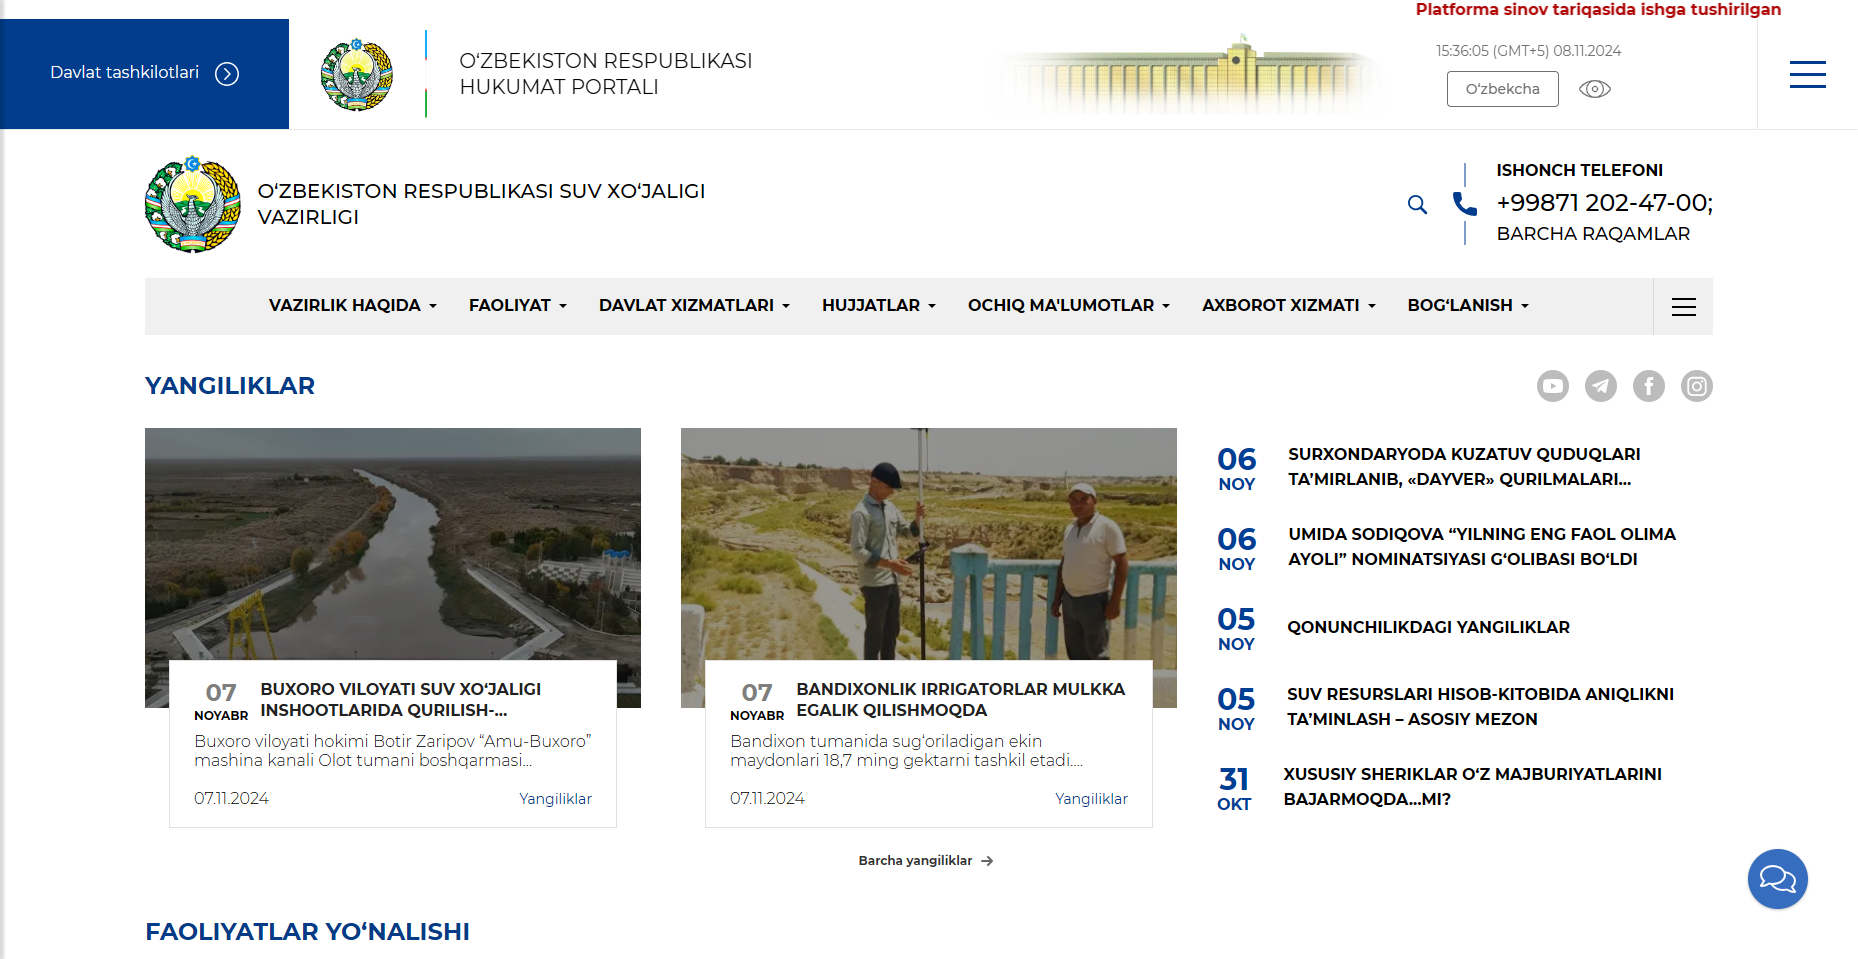 Platforma sinov tariqasida ishga tushirilgan
Davlat tashkilotlari
O‘ZBEKISTON RESPUBLIKASI
HUKUMAT PORTALI
15:36:05 (GMT+5) 08.11.2024
O‘zbekcha
O‘ZBEKISTON RESPUBLIKASI SUV XO‘JALIGI
VAZIRLIGI
ISHONCH TELEFONI
+99871 202-47-00;
BARCHA RAQAMLAR
VAZIRLIK HAQIDA FAOLIYAT DAVLAT XIZMATLARI HUJJATLAR OCHIQ MA'LUMOTLAR AXBOROT XIZMATI BOG‘LANISH
YANGILIKLAR
07
NOYABR
BUXORO VILOYATI SUV XO‘JALIGI
INSHOOTLARIDA QURILISH-...
Buxoro viloyati hokimi Botir Zaripov “Amu-Buxoro”
mashina kanali Olot tumani boshqarmasi...
07.11.2024 Yangiliklar
07
NOYABR
BANDIXONLIK IRRIGATORLAR MULKKA
EGALIK QILISHMOQDA
Bandixon tumanida sug‘oriladigan ekin
maydonlari 18,7 ming gektarni tashkil etadi....
07.11.2024 Yangiliklar
06
NOY
SURXONDARYODA KUZATUV QUDUQLARI
TA’MIRLANIB, «DAYVER» QURILMALARI...
06
NOY
UMIDA SODIQOVA “YILNING ENG FAOL OLIMA
AYOLI” NOMINATSIYASI G‘OLIBASI BO‘LDI
05
NOY
QONUNCHILIKDAGI YANGILIKLAR
05
NOY
SUV RESURSLARI HISOB-KITOBIDA ANIQLIKNI
TA’MINLASH – ASOSIY MEZON
31
OKT
XUSUSIY SHERIKLAR O‘Z MAJBURIYATLARINI
BAJARMOQDA...MI?
Barcha yangiliklar
FAOLIYATLAR YO‘NALISHI